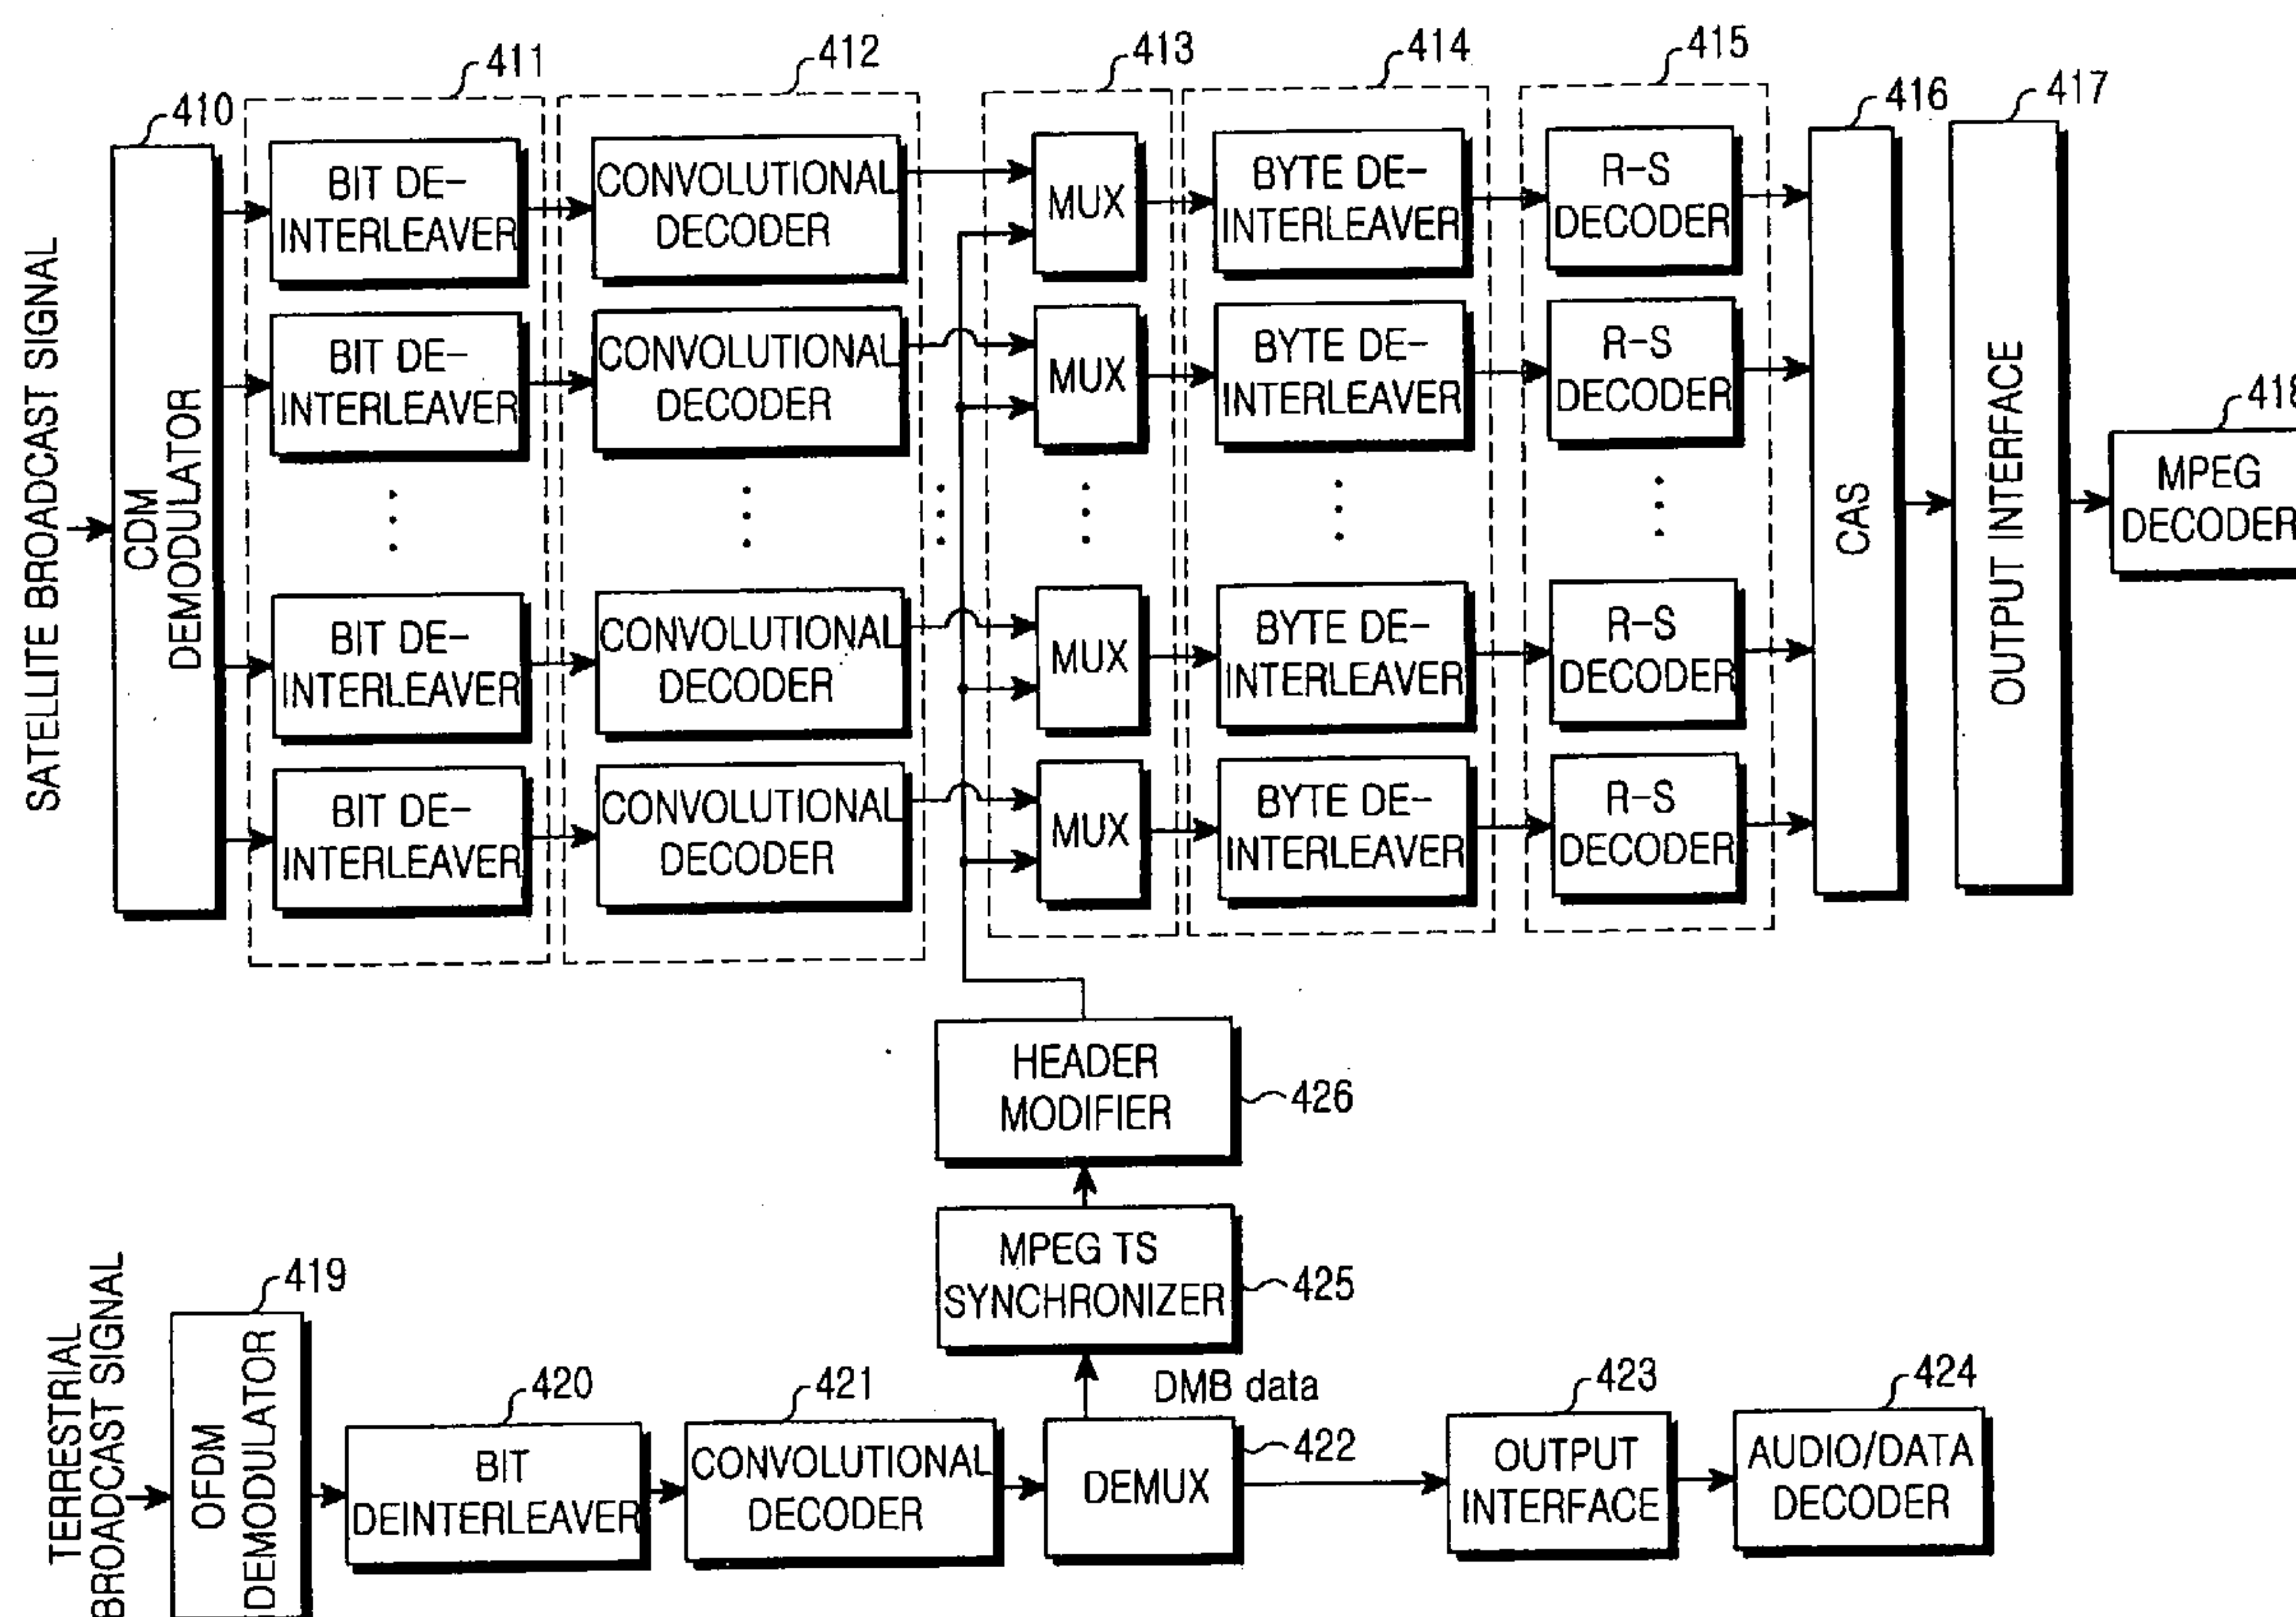 411
412
413
414
415
410
416
417
418
SATELLITE BROADCAST SIGNAL
CDM
DEMODULATOR
BIT DE-
INTERLEAVER
CONVOLUTIONAL
DECODER
MUX
BYTE DE-
INTERLEAVER
R-S
DECODER
BIT DE-
INTERLEAVER
CONVOLUTIONAL
DECODER
MUX
BYTE DE-
INTERLEAVER
R-S
DECODER
CAS
OUTPUT INTERFACE
MPEG
DECODER
BIT DE-
INTERLEAVER
CONVOLUTIONAL
DECODER
MUX
BYTE DE-
INTERLEAVER
R-S
DECODER
BIT DE-
INTERLEAVER
CONVOLUTIONAL
DECODER
MUX
BYTE DE-
INTERLEAVER
R-S
DECODER
HEADER
MODIFIER
426
MPEG TS
SYNCHRONIZER
425
DMB data
TERRESTRIAL
BROADCAST SIGNAL
419
OFDM
DEMODULATOR
420
BIT
DEINTERLEAVER
421
CONVOLUTIONAL
DECODER
422
DEMUX
423
OUTPUT
INTERFACE
424
AUDIO/DATA
DECODER